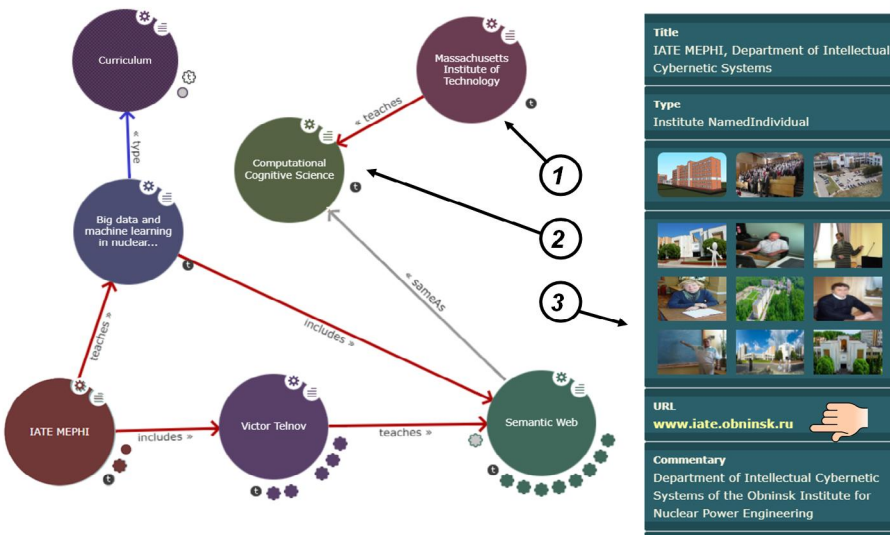 Curriculum
« type
Big data and
machine learning
in nuclear...
teaches »
IATE MEPHI
includes »
Victor Telnov
teaches »
Semantic Web
includes »
« sameAs
Computational
Cognitive Science
« teaches
Massachusetts
Institute of
Technology
t
t
t
t
t
t
t
1
2
3
Title
IATE MEPHI, Department of Intellectual
Cybernetic Systems
Type
Institute NamedIndividual
URL
www.iate.obninsk.ru
Commentary
Department of Intellectual Cybernetic
Systems of the Obninsk Institute for
Nuclear Power Engineering